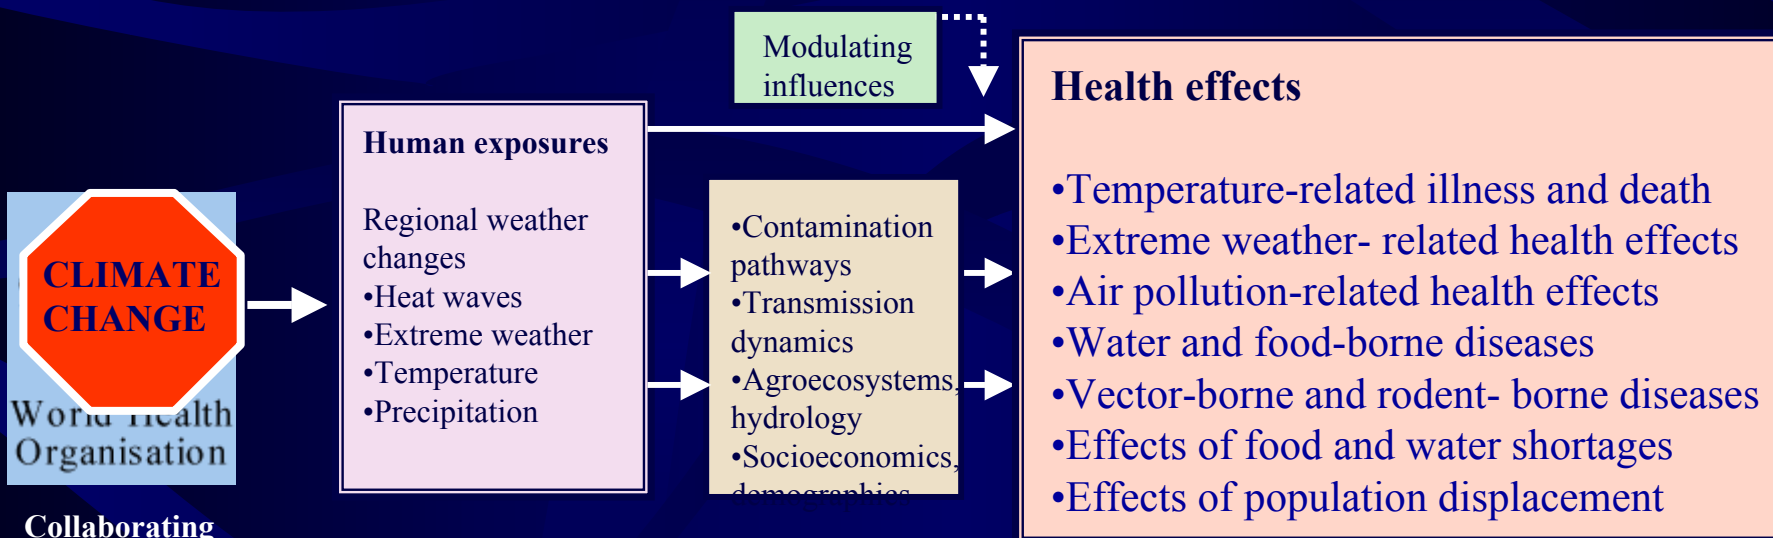 Modulating
influences
Health effects
•Temperature-related illness and death
•Extreme weather- related health effects
•Air pollution-related health effects
•Water and food-borne diseases
•Vector-borne and rodent- borne diseases
•Effects of food and water shortages
•Effects of population displacement
Human exposures
Regional weather
changes
•Heat waves
•Extreme weather
•Temperature
•Precipitation
•Contamination
pathways
•Transmission
dynamics
•Agroecosystems,
hydrology
•Socioeconomics,
demographics
CLIMATE
CHANGE
World Health
Organisation
Collaborating